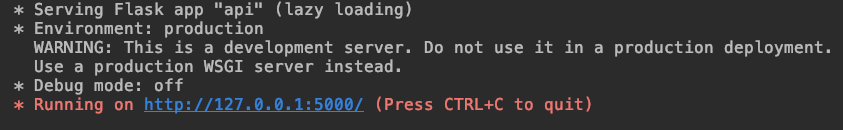 * Serving Flask app "api" (lazy loading)
* Environment: production
WARNING: This is a development server. Do not use it in a production deployment.
Use a production WSGI server instead.
* Debug mode: off
* Running on http://127.0.0.1:5000/ (Press CTRL+C to quit)